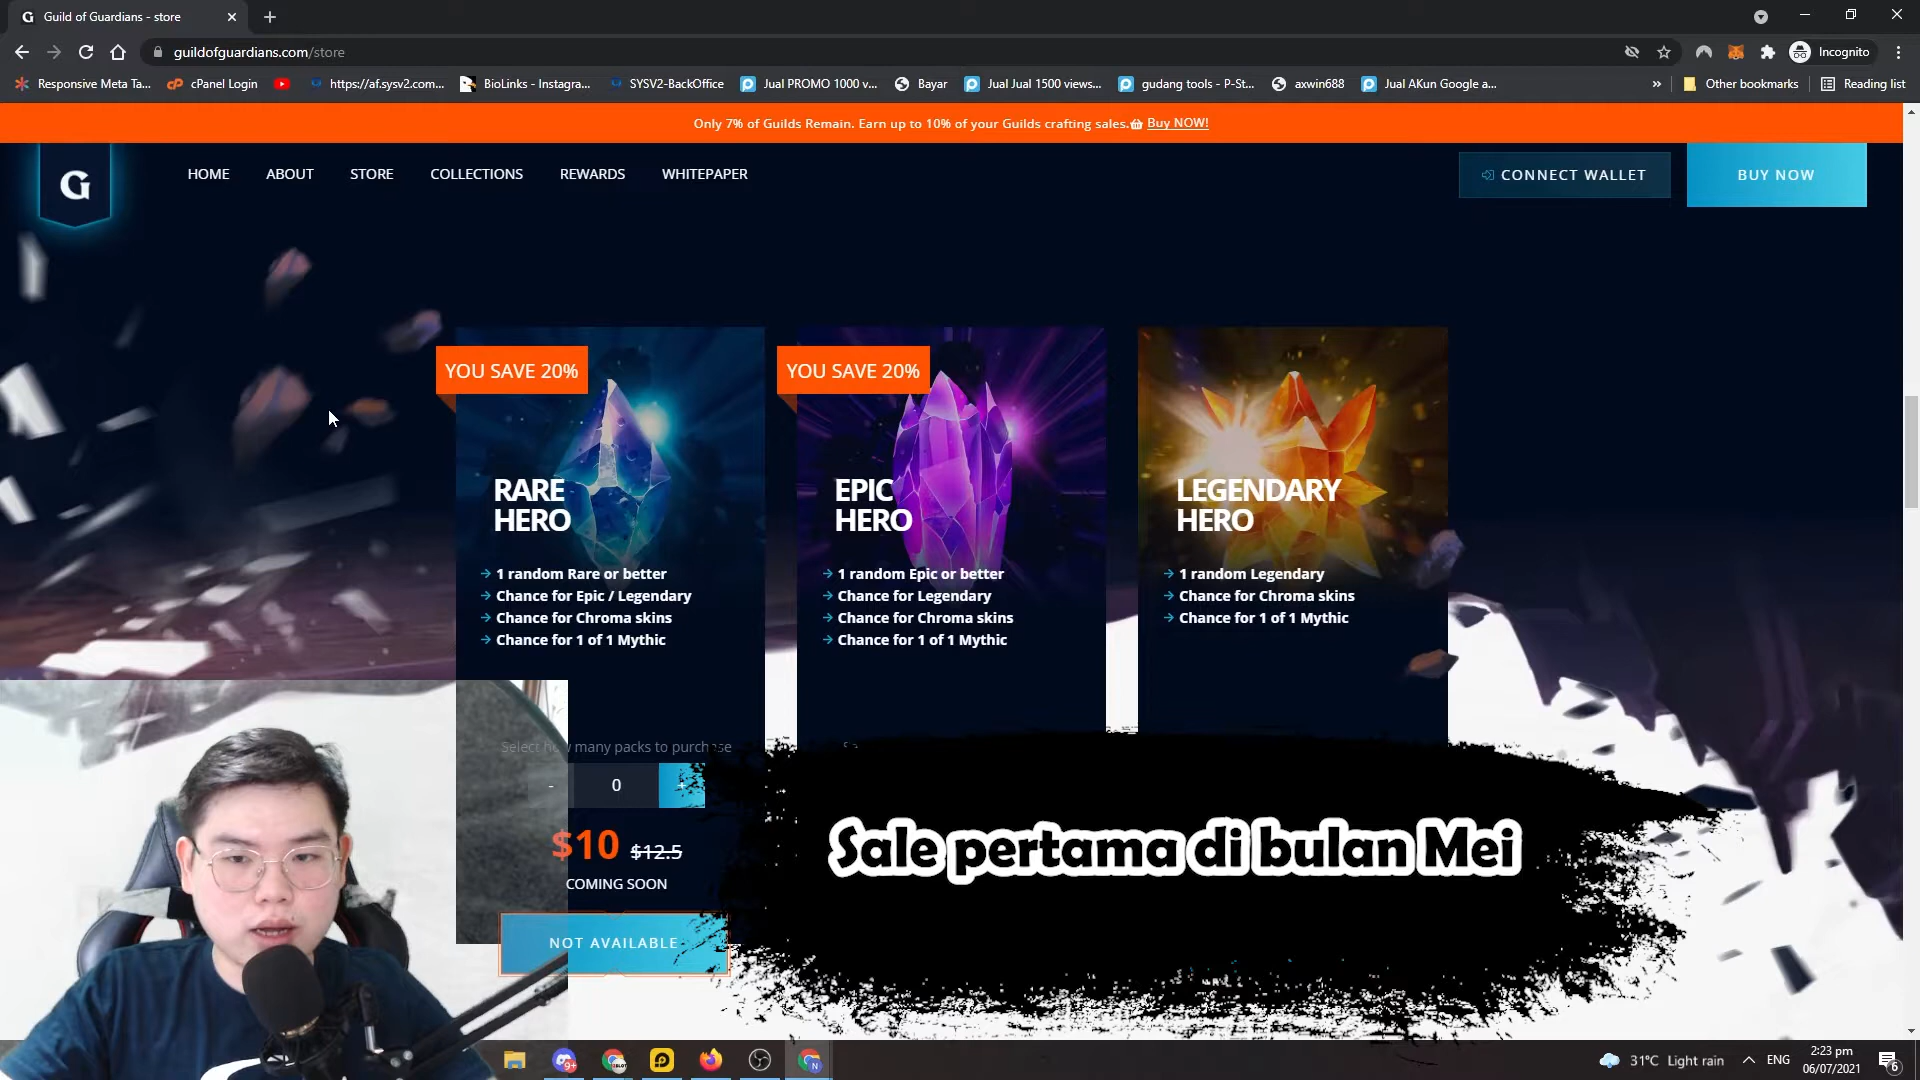 Guild of Guardians - store
guildofguardians.com/store
Incognito
Responsive Meta Ta...
cPanel Login
https://af.sysv2.com...
BioLinks - Instagra...
SYSV2-BackOffice
Jual PROMO 1000 v...
Bayar
Jual Jual 1500 views...
gudang tools - P-St...
axwin688
Jual AKun Google a...
»
Other bookmarks
Reading list
Only 7% of Guilds Remain. Earn up to 10% of your Guilds crafting sales. Buy NOW!
G
HOME
ABOUT
STORE
COLLECTIONS
REWARDS
WHITEPAPER
CONNECT WALLET
BUY NOW
YOU SAVE 20%
RARE
HERO
1 random Rare or better
Chance for Epic / Legendary
Chance for Chroma skins
Chance for 1 of 1 Mythic
Select how many packs to purchase
- 0 +
$10 $12.5
COMING SOON
NOT AVAILABLE
YOU SAVE 20%
EPIC
HERO
1 random Epic or better
Chance for Legendary
Chance for Chroma skins
Chance for 1 of 1 Mythic
LEGENDARY
HERO
1 random Legendary
Chance for Chroma skins
Chance for 1 of 1 Mythic
Sale pertama di bulan Mei
31°C Light rain
ENG
2:23 pm
06/07/2021
6